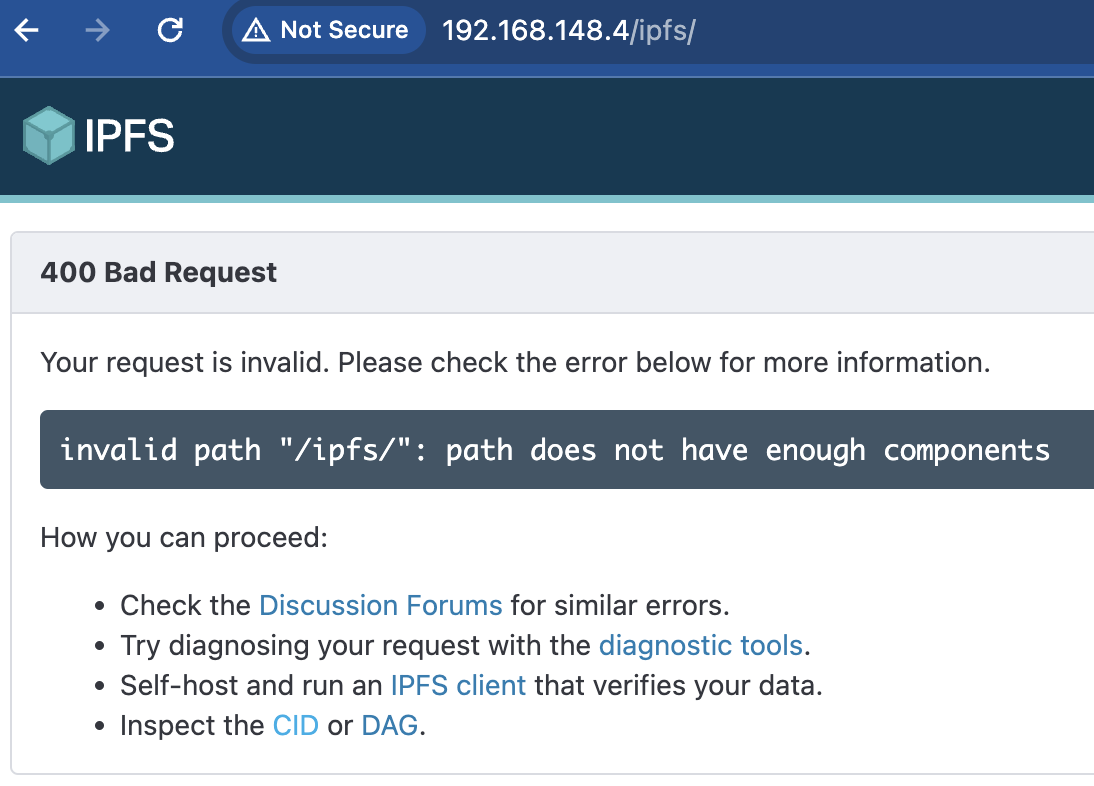 Not Secure 192.168.148.4/ipfs/
IPFS
400 Bad Request
Your request is invalid. Please check the error below for more information.
invalid path "/ipfs/": path does not have enough components
How you can proceed:
• Check the Discussion Forums for similar errors.
• Try diagnosing your request with the diagnostic tools.
• Self-host and run an IPFS client that verifies your data.
• Inspect the CID or DAG.